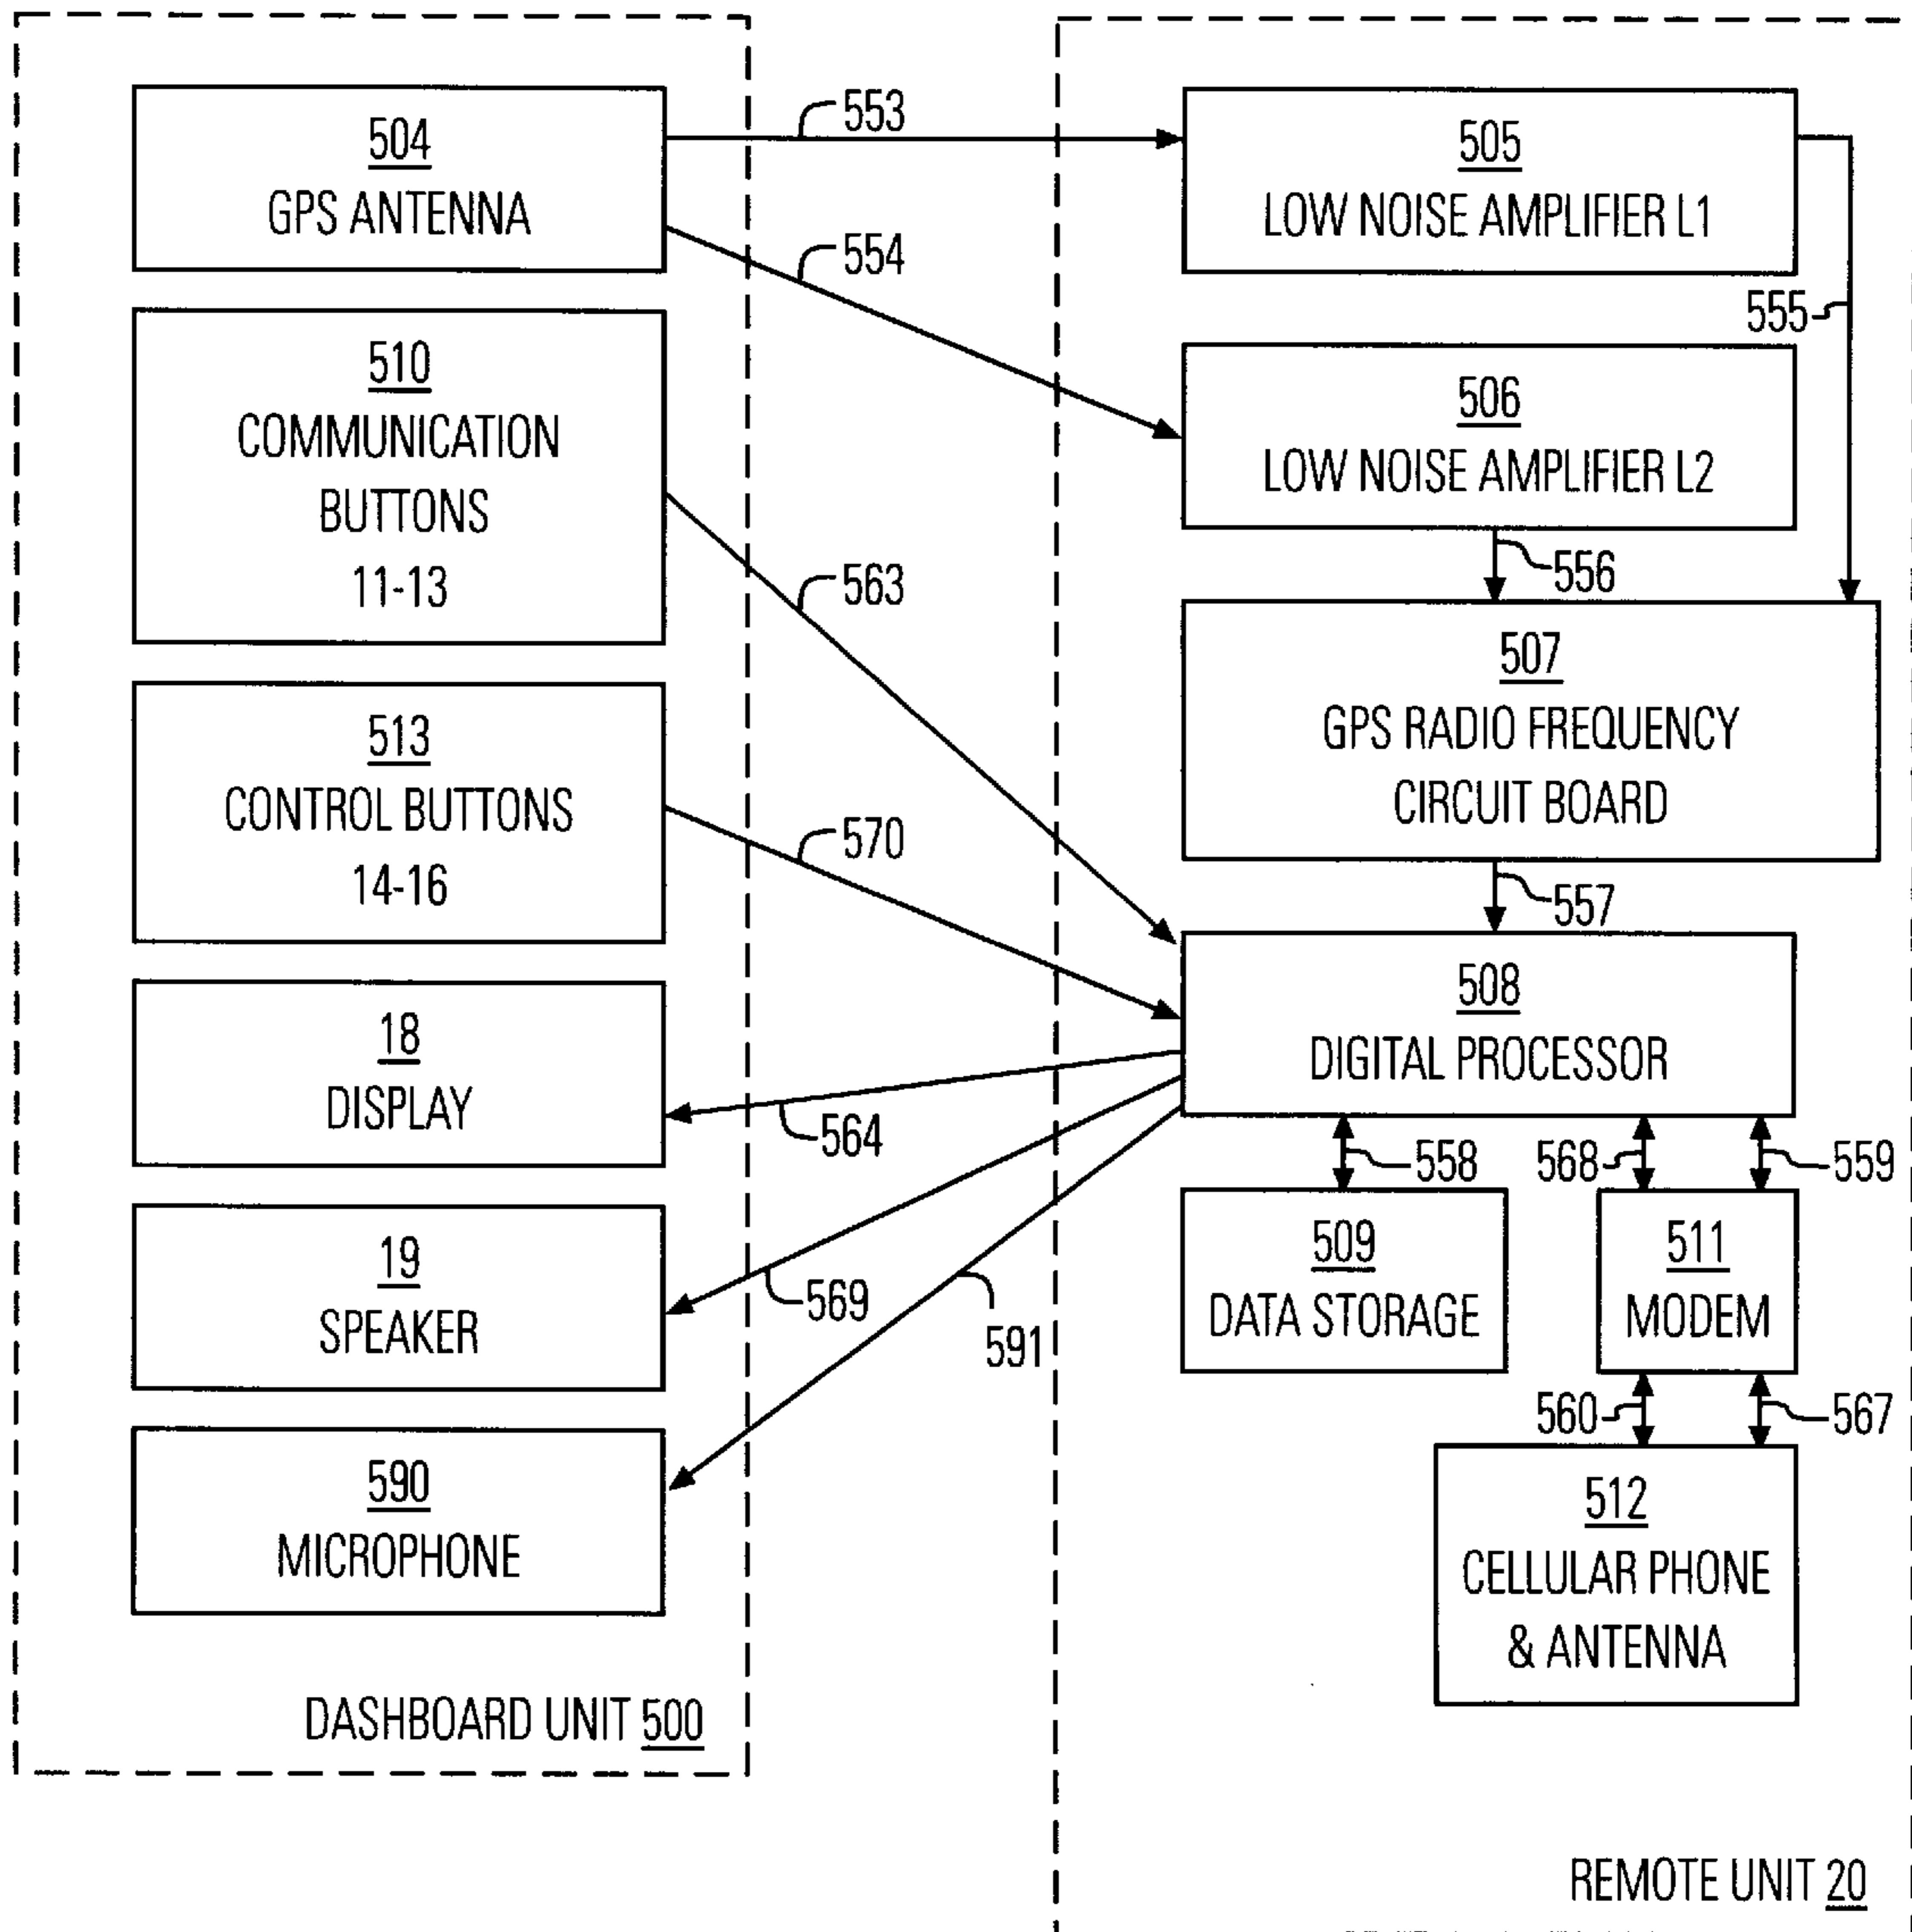 504
GPS ANTENNA
553
554
510
COMMUNICATION
BUTTONS
11-13
563
513
CONTROL BUTTONS
14-16
570
18
DISPLAY
564
19
SPEAKER
569
591
590
MICROPHONE
DASHBOARD UNIT 500
505
LOW NOISE AMPLIFIER L1
555
506
LOW NOISE AMPLIFIER L2
556
507
GPS RADIO FREQUENCY
CIRCUIT BOARD
557
508
DIGITAL PROCESSOR
558
568
559
509
DATA STORAGE
511
MODEM
560
567
512
CELLULAR PHONE
& ANTENNA
REMOTE UNIT 20